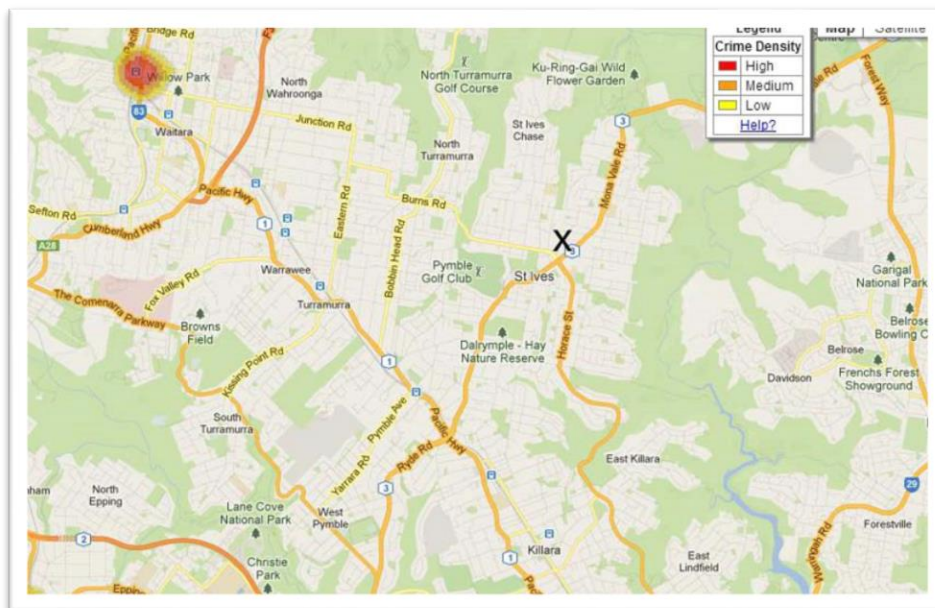 Pacific
Bridge Rd
Willow Park
83
Waitara
North
Wahroonga
Junction Rd
North Turramurra
Golf Course
Ku-Ring-Gai Wild
Flower Garden
St Ives
Chase
3
Mona Vale Rd
Legend
Crime Density
High
Medium
Low
Help?
Map
Satellite
Forest Way
North
Turramurra
Sefton Rd
Cumberland Hwy
A28
Pacific Hwy
1
Eastern Rd
Burns Rd
Bobbin Head Rd
X
3
St Ives
Pymble
Golf Club
Warrawee
Fox Valley Rd
The Comenarra Parkway
Turramurra
Browns
Field
Kissing Point Rd
1
Dalrymple - Hay
Nature Reserve
Horace St
Garigal
National Park
Belrose
Bowling C
Belrose
Davidson
Frenchs Forest
Showground
South
Turramurra
Pymble Ave
Pacific Hwy
Ryde Rd
Yarrara Rd
3
East Killara
29
North
Epping
Lane Cove
National Park
West
Pymble
Killara
1
Forestville
2
Christie
Park
East
Lindfield
Warringah Rd
Epping